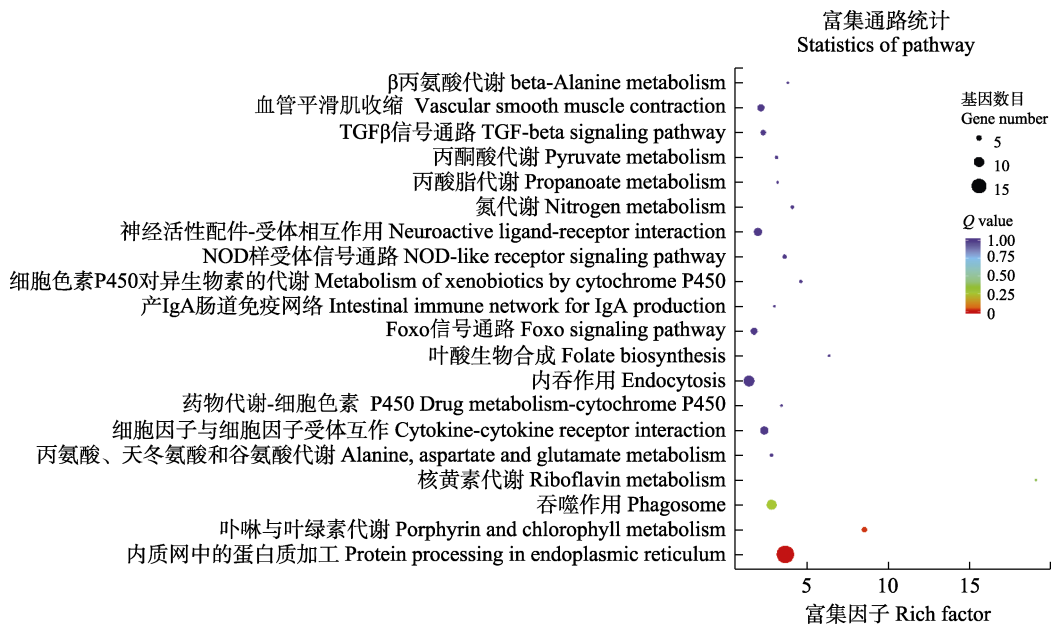 富集通路统计
Statistics of pathway
β丙氨酸代谢 beta-Alanine metabolism
血管平滑肌收缩 Vascular smooth muscle contraction
TGFβ信号通路 TGF-beta signaling pathway
丙酮酸代谢 Pyruvate metabolism
丙酸脂代谢 Propanoate metabolism
氮代谢 Nitrogen metabolism
神经活性配件-受体相互作用 Neuroactive ligand-receptor interaction
NOD样受体信号通路 NOD-like receptor signaling pathway
细胞色素P450对异生物素的代谢 Metabolism of xenobiotics by cytochrome P450
产IgA肠道免疫网络 Intestinal immune network for IgA production
Foxo信号通路 Foxo signaling pathway
叶酸生物合成 Folate biosynthesis
内吞作用 Endocytosis
药物代谢-细胞色素 P450 Drug metabolism-cytochrome P450
细胞因子与细胞因子受体互作 Cytokine-cytokine receptor interaction
丙氨酸、天冬氨酸和谷氨酸代谢 Alanine, aspartate and glutamate metabolism
核黄素代谢 Riboflavin metabolism
吞噬作用 Phagosome
卟啉与叶绿素代谢 Porphyrin and chlorophyll metabolism
内质网中的蛋白质加工 Protein processing in endoplasmic reticulum
5 10 15
富集因子 Rich factor
基因数目
Gene number
5
10
15
Q value
1.00
0.75
0.50
0.25
0